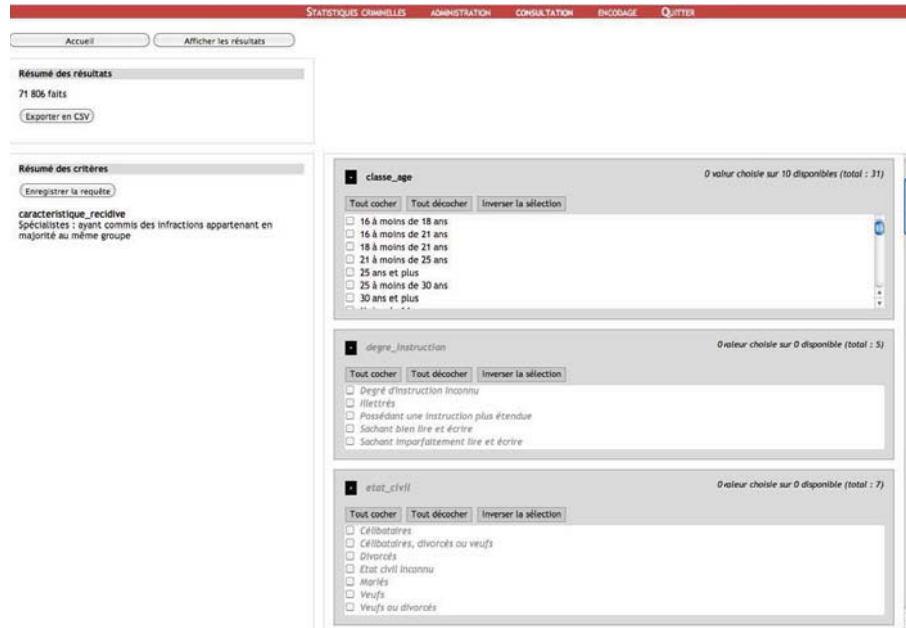 STATISTIQUES CRIMINELLES ADMINISTRATION CONSULTATION ENCODAGE QUITTER
Accueil Afficher les résultats
Résumé des résultats
71 806 faits
Exporter en CSV
Résumé des critères
Enregistrer la requête
caracteristique_recidive
Spécialistes : ayant commis des infractions appartenant en
majorité au même groupe
- classe_age 0 valeur choisie sur 10 disponibles (total : 31)
Tout cocher Tout décocher Inverser la sélection
16 à moins de 18 ans
16 à moins de 21 ans
18 à moins de 21 ans
21 à moins de 25 ans
25 ans et plus
25 à moins de 30 ans
30 ans et plus
- degre_instruction 0 valeur choisie sur 0 disponible (total : 5)
Tout cocher Tout décocher Inverser la sélection
Degré d'instruction inconnu
Illettrés
Possédant une instruction plus étendue
Sachant bien lire et écrire
Sachant imparfaitement lire et écrire
- etat_civil 0 valeur choisie sur 0 disponible (total : 7)
Tout cocher Tout décocher Inverser la sélection
Célibataires
Célibataires, divorcés ou veufs
Divorcés
Etat civil inconnu
Mariés
Veufs
Veufs ou divorcés